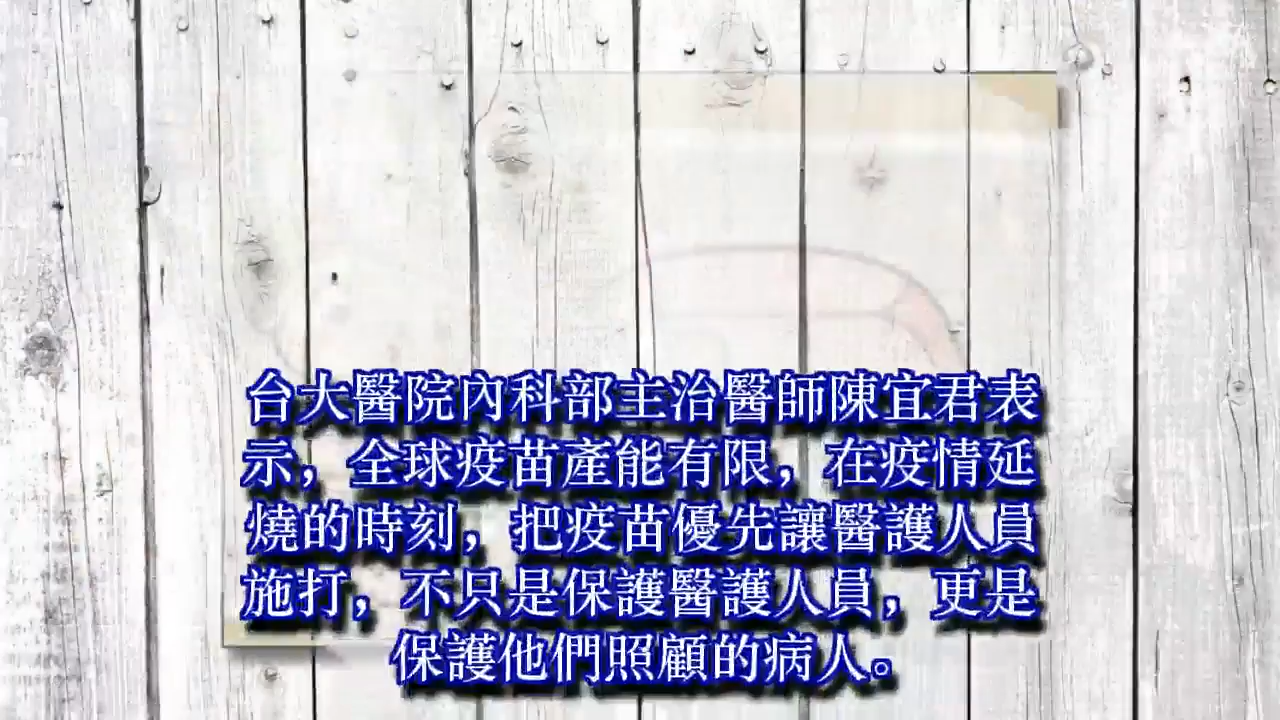 台大醫院內科部主治醫師陳宜君表
示，全球疫苗產能有限，在疫情延
燒的時刻，把疫苗優先讓醫護人員
施打，不只是保護醫護人員，更是
保護他們照顧的病人。